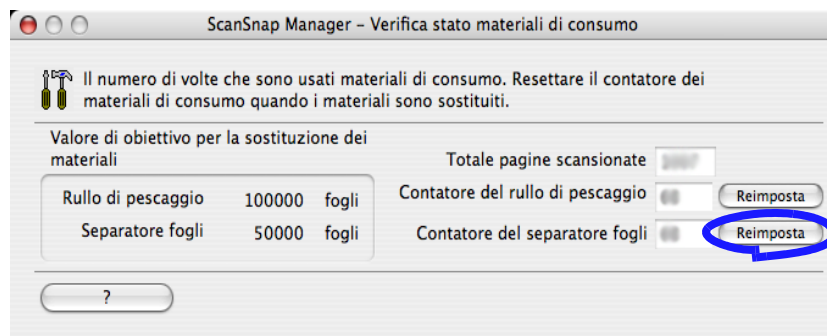 ScanSnap Manager – Verifica stato materiali di consumo
Il numero di volte che sono usati materiali di consumo. Resettare il contatore dei
materiali di consumo quando i materiali sono sostituiti.
Valore di obiettivo per la sostituzione dei
materiali
Rullo di pescaggio 100000 fogli
Separatore fogli 50000 fogli
Totale pagine scansionate
Contatore del rullo di pescaggio Reimposta
Contatore del separatore fogli Reimposta
?